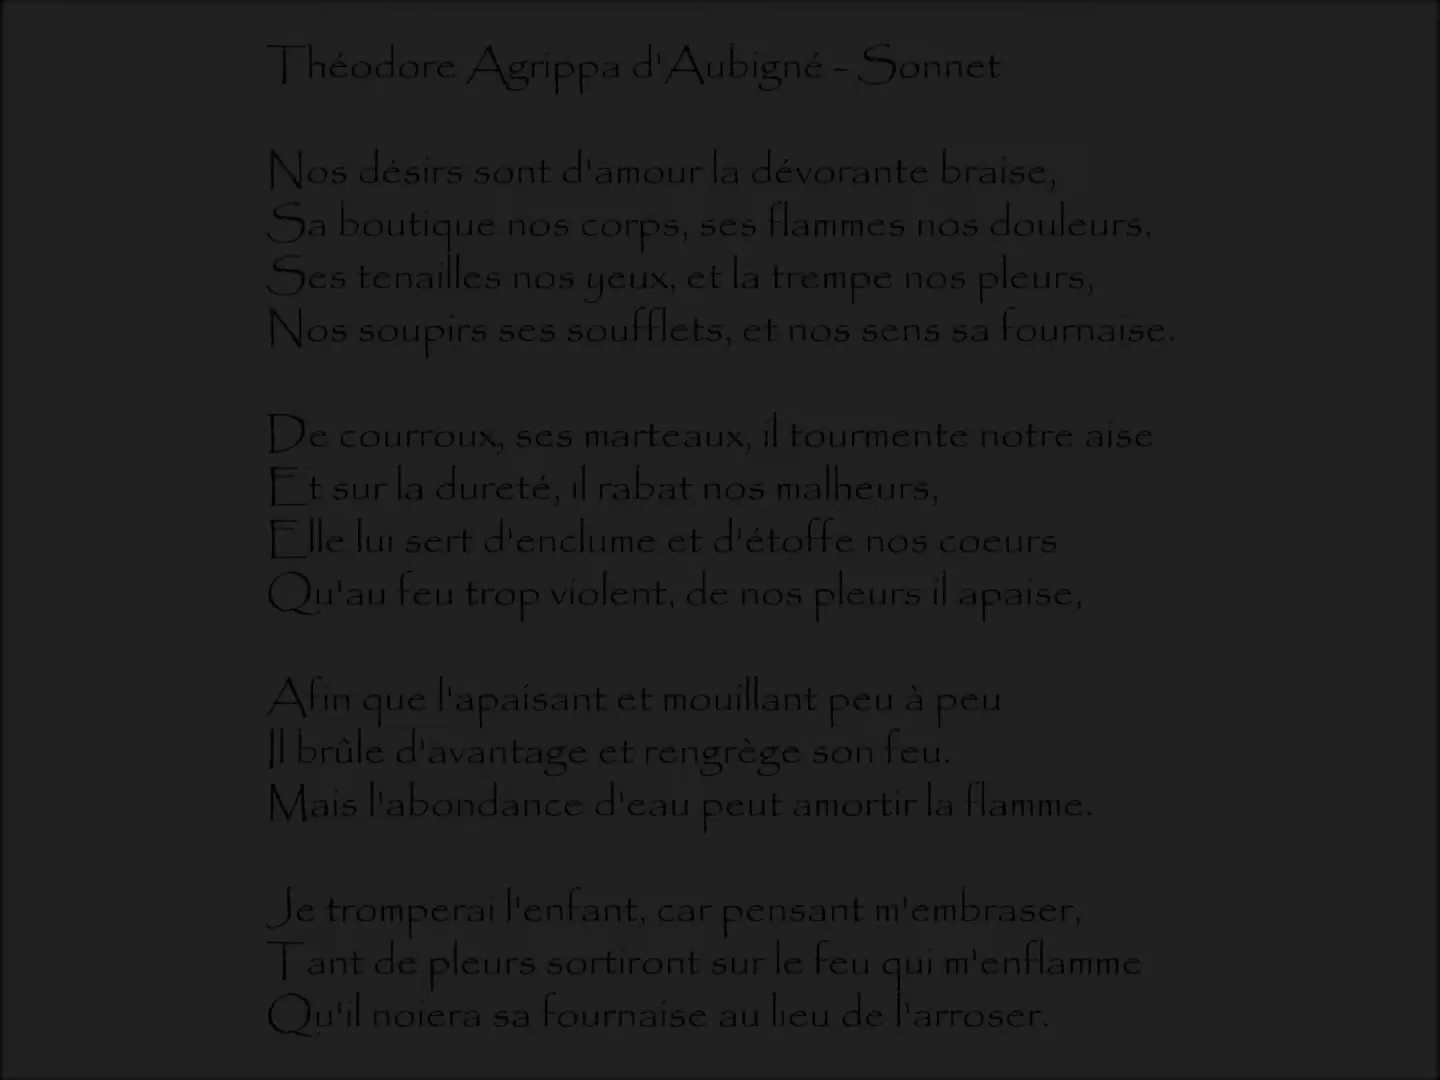 Théodore Agrippa d'Aubigné - Sonnet
Nos désirs sont d'amour la dévorante braise,
Sa boutique nos corps, ses flammes nos douleurs,
Ses tenailles nos yeux, et la trempe nos pleurs,
Nos soupirs ses soufflets, et nos sens sa fournaise.
De courroux, ses marteaux, il tourmente notre aise
Et sur la dureté, il rabat nos malheurs,
Elle lui sert d'enclume et d'étoffe nos coeurs
Qu'au feu trop violent, de nos pleurs il apaise,
Afin que l'apaisant et mouillant peu à peu
Il brûle d'avantage et rengrège son feu.
Mais l'abondance d'eau peut amortir la flamme.
Je tromperai l'enfant, car pensant m'embraser,
Tant de pleurs sortiront sur le feu qui m'enflamme
Qu'il noiera sa fournaise au lieu de l'arroser.